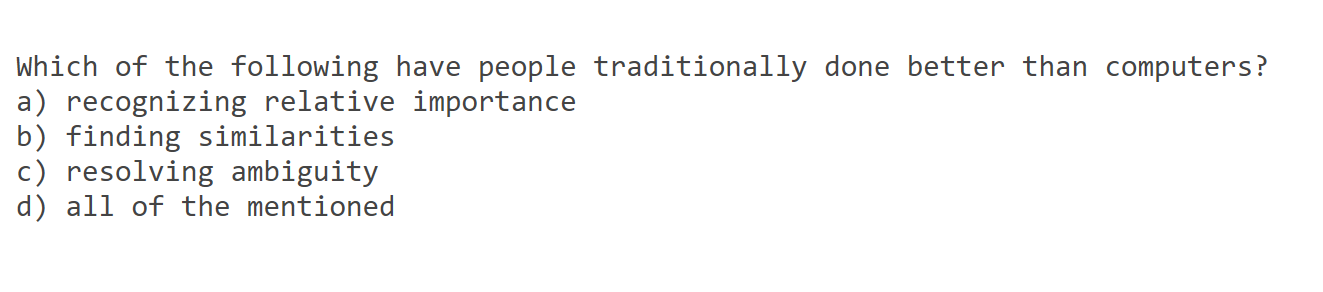 Which of the following have people traditionally done better than computers?
a) recognizing relative importance
b) finding similarities
c) resolving ambiguity
d) all of the mentioned